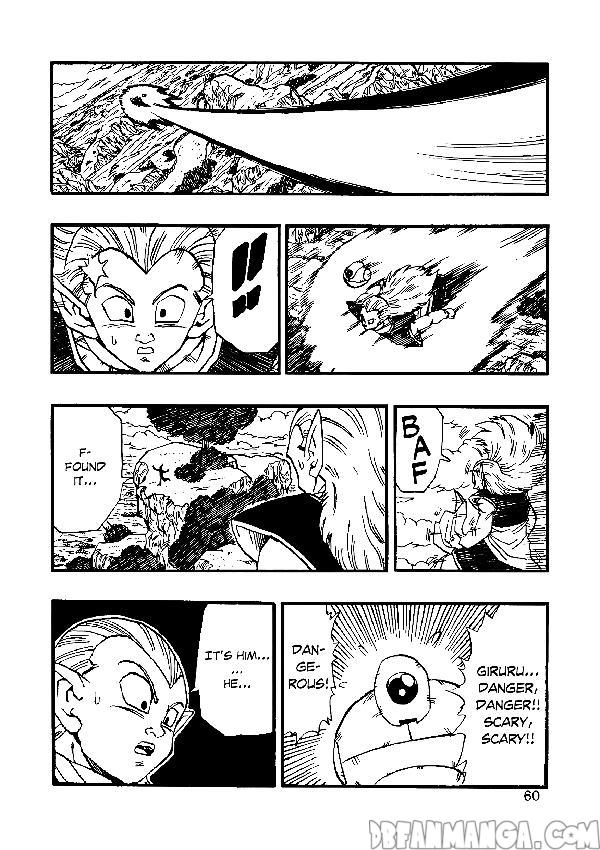 !!
BAF
F-
FOUND
IT...
GIRURU...
DANGER,
DANGER!!
SCARY,
SCARY!!
DAN-
GE-
ROUS!
IT'S HIM....
... HE...
60
DBFANMANGA.COM